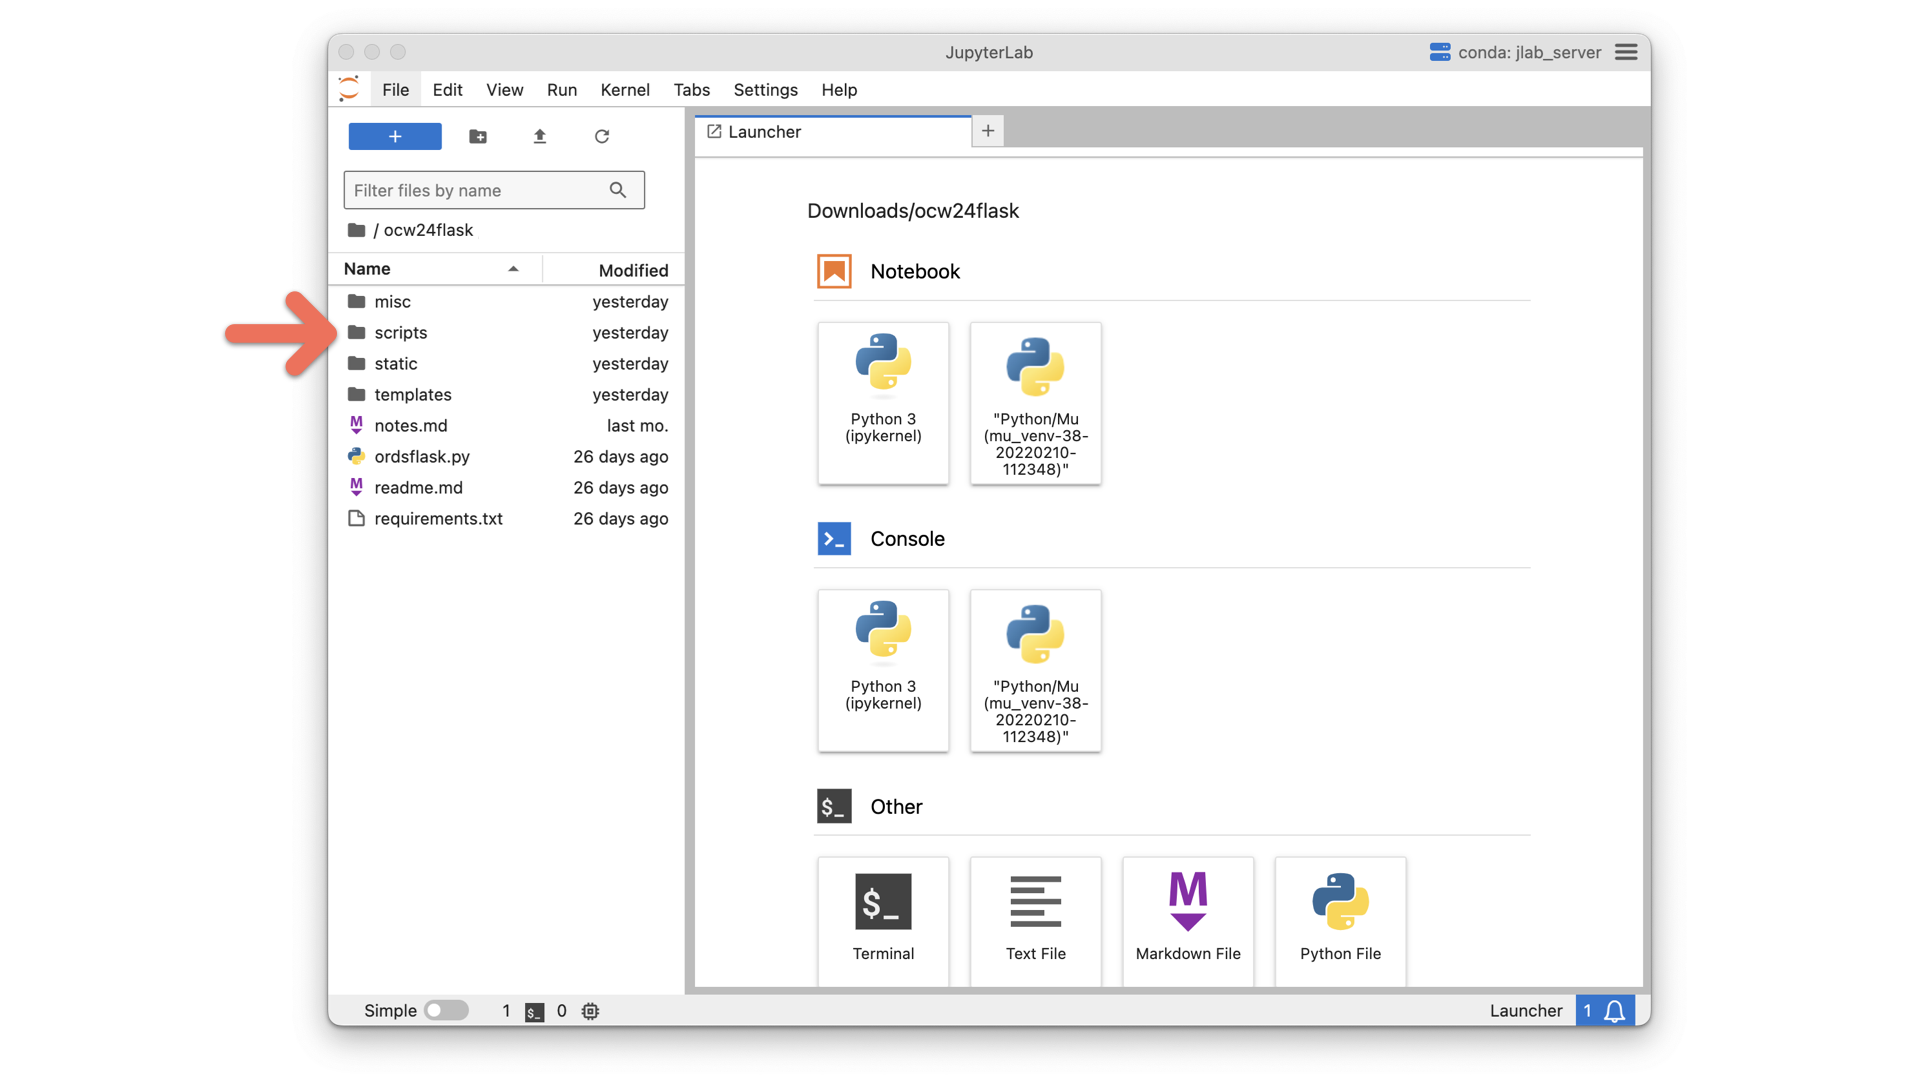 JupyterLab
conda: jlab_server
File Edit View Run Kernel Tabs Settings Help
+
Launcher
+
Filter files by name
/ ocw24flask
Name Modified
misc yesterday
scripts yesterday
static yesterday
templates yesterday
M notes.md last mo.
ordsflask.py 26 days ago
M readme.md 26 days ago
requirements.txt 26 days ago
Downloads/ocw24flask
Notebook
Python 3
(ipykernel)
"Python/Mu
(mu_venv-38-
20220210-
112348)"
>_ Console
Python 3
(ipykernel)
"Python/Mu
(mu_venv-38-
20220210-
112348)"
$_ Other
$_
Terminal
Text File
M
Markdown File
Python File
Simple 1 $_ 0
Launcher 1